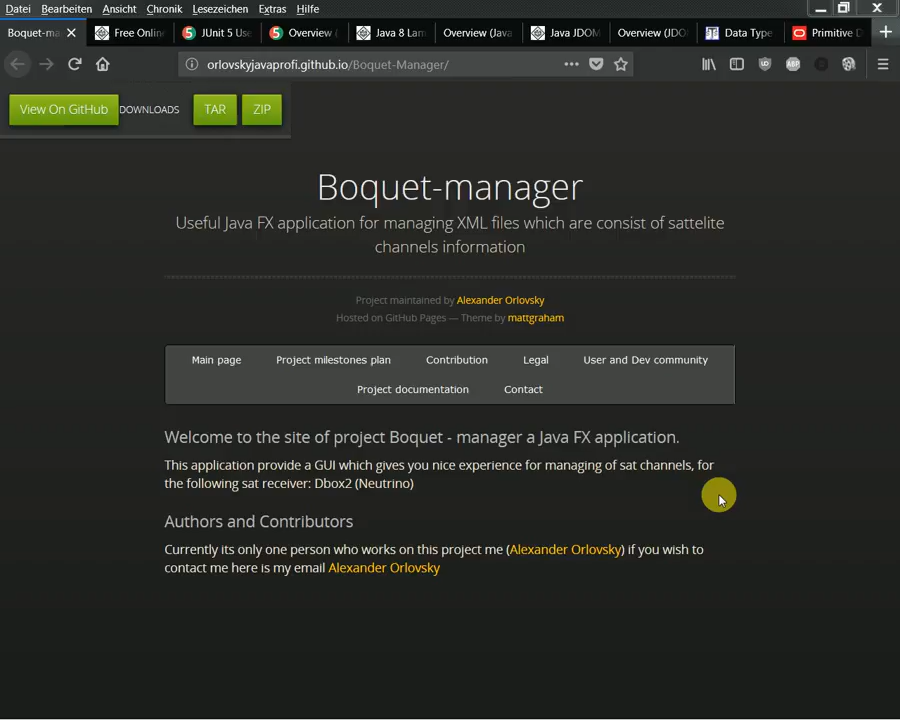 Datei Bearbeiten Ansicht Chronik Lesezeichen Extras Hilfe
Boquet-ma Free Onlin JUnit 5 Use Overview ( Java 8 Lam Overview (Java Java JDOM Overview (JDO Data Type Primitive D
orlovskyjavaprofi.github.io/Boquet-Manager/
View On GitHub DOWNLOADS TAR ZIP
Boquet-manager
Useful Java FX application for managing XML files which are consist of sattelite
channels information
Project maintained by Alexander Orlovsky
Hosted on GitHub Pages — Theme by mattgraham
Main page Project milestones plan Contribution Legal User and Dev community
Project documentation Contact
Welcome to the site of project Boquet - manager a Java FX application.
This application provide a GUI which gives you nice experience for managing of sat channels, for
the following sat receiver: Dbox2 (Neutrino)
Authors and Contributors
Currently its only one person who works on this project me (Alexander Orlovsky) if you wish to
contact me here is my email Alexander Orlovsky